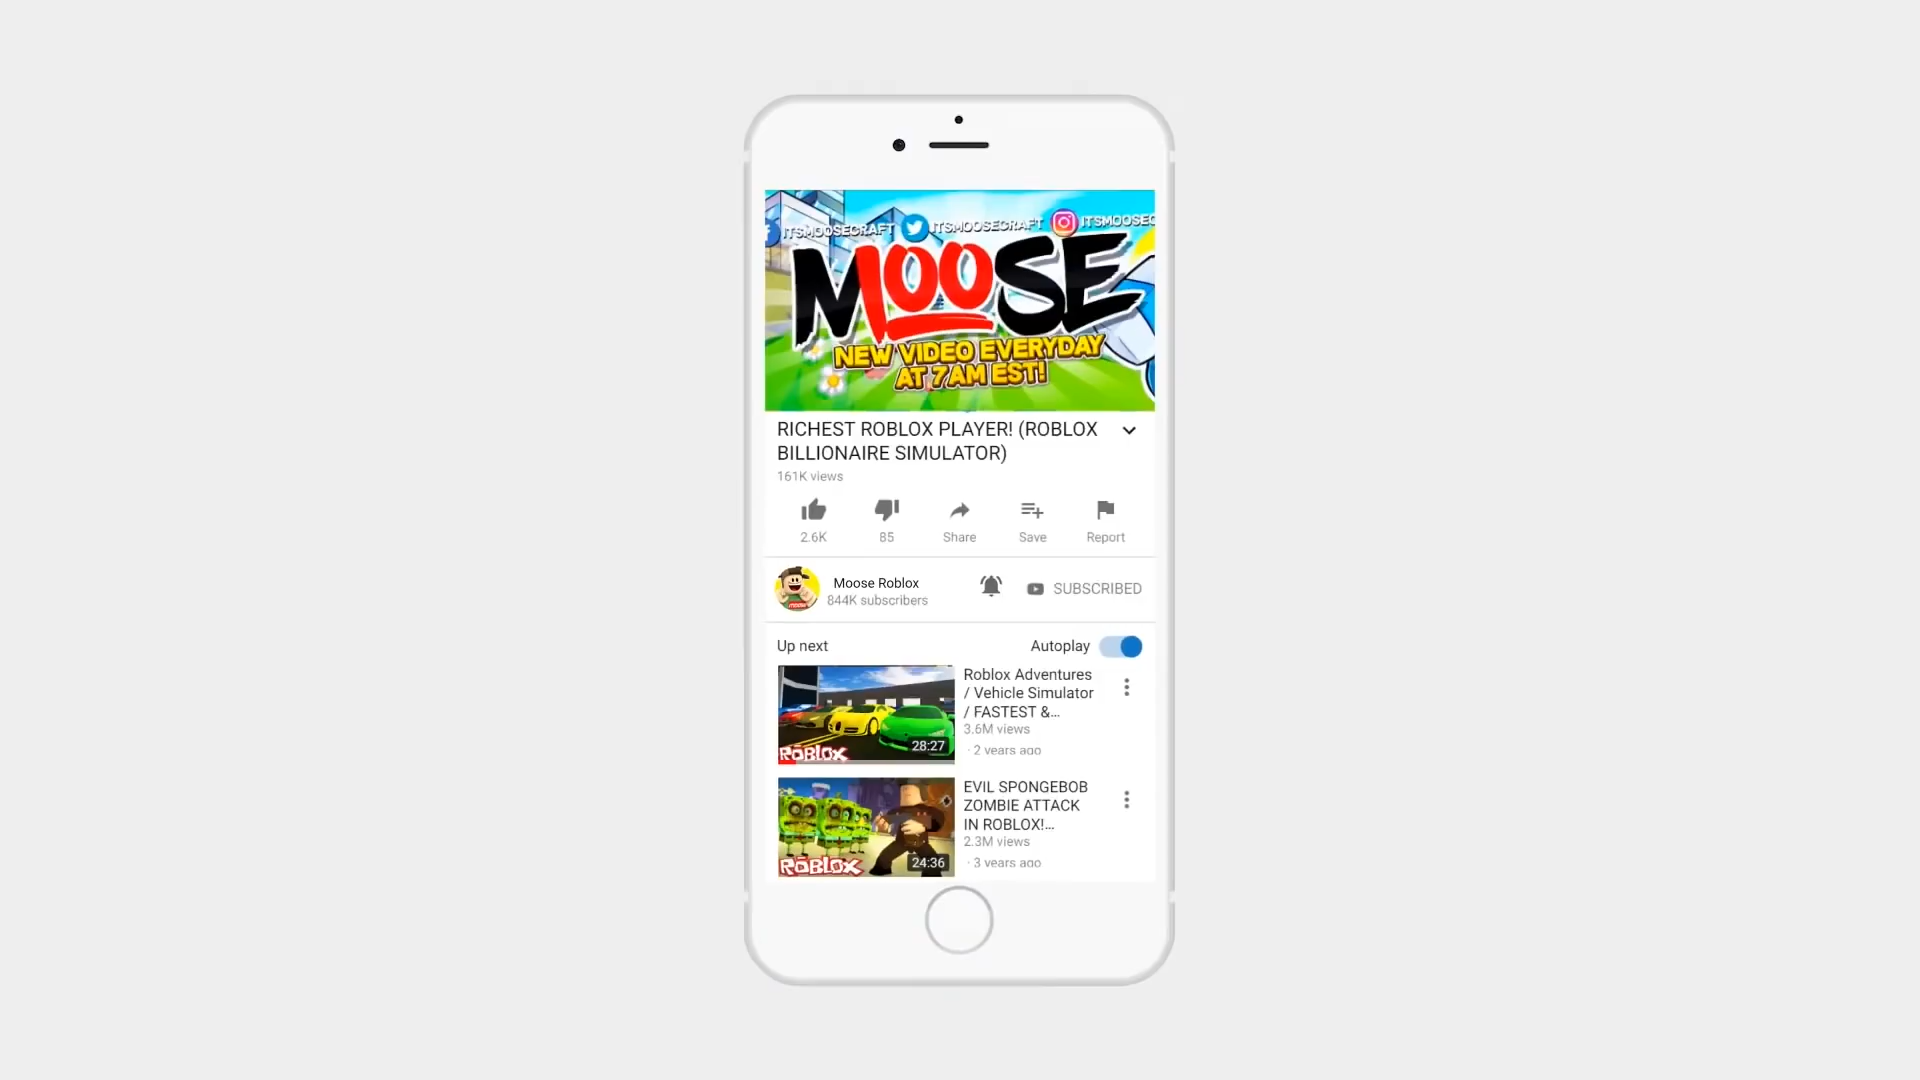 ITSMOOSECRAFT ITSMOOSECRAFT ITSMOOSEC
MOOSE
NEW VIDEO EVERYDAY
AT 7AM EST!
RICHEST ROBLOX PLAYER! (ROBLOX
BILLIONAIRE SIMULATOR)
161K views
2.6K 85 Share Save Report
Moose Roblox
844K subscribers
SUBSCRIBED
Up next Autoplay
Roblox Adventures
/ Vehicle Simulator
/ FASTEST &...
3.6M views
· 2 years ago
28:27
ROBLOX
EVIL SPONGEBOB
ZOMBIE ATTACK
IN ROBLOX!...
2.3M views
· 3 years ago
24:36
ROBLOX